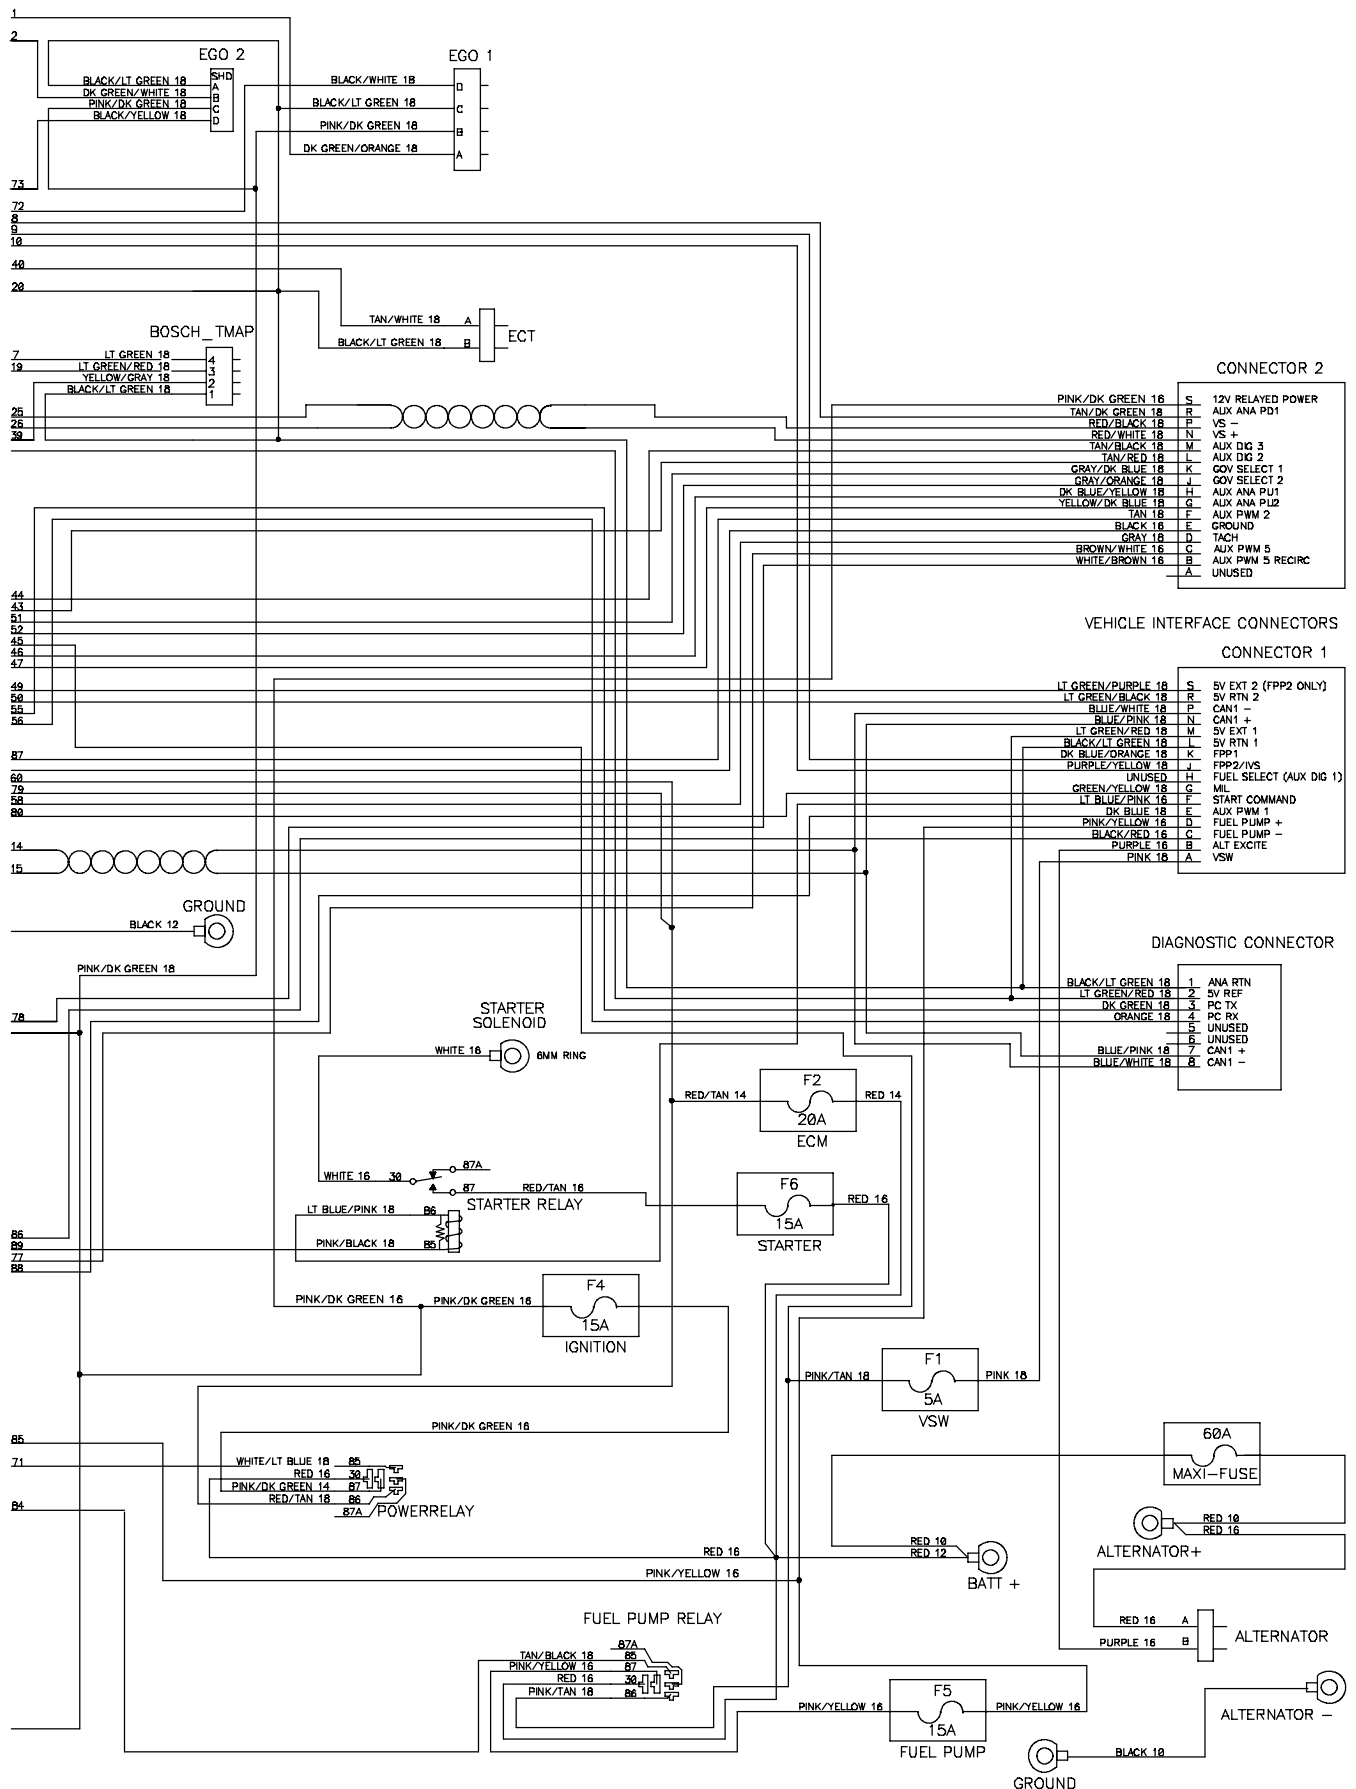 1
2
EGO 2
SHD
BLACK/LT GREEN 18 A
DK GREEN/WHITE 18 B
PINK/DK GREEN 18 C
BLACK/YELLOW 18 D
EGO 1
BLACK/WHITE 18 D
BLACK/LT GREEN 18 C
PINK/DK GREEN 18 B
DK GREEN/ORANGE 18 A
73
72
8
9
10
40
20
TAN/WHITE 18 A
BLACK/LT GREEN 18 B
ECT
BOSCH_TMAP
7 LT GREEN 18 4
19 LT GREEN/RED 18 3
YELLOW/GRAY 18 2
BLACK/LT GREEN 18 1
25
26
39
CONNECTOR 2
PINK/DK GREEN 16 S 12V RELAYED POWER
TAN/DK GREEN 18 R AUX ANA PD1
RED/BLACK 18 P VS -
RED/WHITE 18 N VS +
TAN/BLACK 18 M AUX DIG 3
TAN/RED 18 L AUX DIG 2
GRAY/DK BLUE 18 K GOV SELECT 1
GRAY/ORANGE 18 J GOV SELECT 2
DK BLUE/YELLOW 18 H AUX ANA PU1
YELLOW/DK BLUE 18 G AUX ANA PU2
TAN 18 F AUX PWM 2
BLACK 16 E GROUND
GRAY 18 D TACH
BROWN/WHITE 16 C AUX PWM 5
WHITE/BROWN 16 B AUX PWM 5 RECIRC
A UNUSED
44
43
51
52
45
46
47
49
50
55
56
87
60
79
58
80
14
15
VEHICLE INTERFACE CONNECTORS
CONNECTOR 1
LT GREEN/PURPLE 18 S 5V EXT 2 (FPP2 ONLY)
LT GREEN/BLACK 18 R 5V RTN 2
BLUE/WHITE 18 P CAN1 -
BLUE/PINK 18 N CAN1 +
LT GREEN/RED 18 M 5V EXT 1
BLACK/LT GREEN 18 L 5V RTN 1
DK BLUE/ORANGE 18 K FPP1
PURPLE/YELLOW 18 J FPP2/IVS
UNUSED H FUEL SELECT (AUX DIG 1)
GREEN/YELLOW 18 G MIL
LT BLUE/PINK 16 F START COMMAND
DK BLUE 18 E AUX PWM 1
PINK/YELLOW 16 D FUEL PUMP +
BLACK/RED 16 C FUEL PUMP -
PURPLE 16 B ALT EXCITE
PINK 18 A VSW
GROUND
BLACK 12
PINK/DK GREEN 18
78
DIAGNOSTIC CONNECTOR
BLACK/LT GREEN 18 1 ANA RTN
LT GREEN/RED 18 2 5V REF
DK GREEN 18 3 PC TX
ORANGE 18 4 PC RX
5 UNUSED
6 UNUSED
BLUE/PINK 18 7 CAN1 +
BLUE/WHITE 18 8 CAN1 -
STARTER
SOLENOID
WHITE 16 6MM RING
RED/TAN 14 F2 RED 14
20A
ECM
87A
WHITE 16 30
87 RED/TAN 16
STARTER RELAY
F6 RED 16
15A
STARTER
LT BLUE/PINK 18 86
PINK/BLACK 18 85
86
89
77
88
PINK/DK GREEN 16 PINK/DK GREEN 16 F4
15A
IGNITION
PINK/TAN 18 F1 PINK 18
5A
VSW
PINK/DK GREEN 16
85
71
84
WHITE/LT BLUE 18 85
RED 16 30
PINK/DK GREEN 14 87
RED/TAN 18 86
87A POWERRELAY
60A
MAXI-FUSE
RED 10
RED 16
ALTERNATOR+
RED 10
RED 12
BATT +
RED 16
PINK/YELLOW 16
RED 16 A
PURPLE 16 B
ALTERNATOR
FUEL PUMP RELAY
87A
TAN/BLACK 18 85
PINK/YELLOW 16 87
RED 16 30
PINK/TAN 18 86
PINK/YELLOW 16 F5 PINK/YELLOW 16
15A
FUEL PUMP
ALTERNATOR -
BLACK 10
GROUND